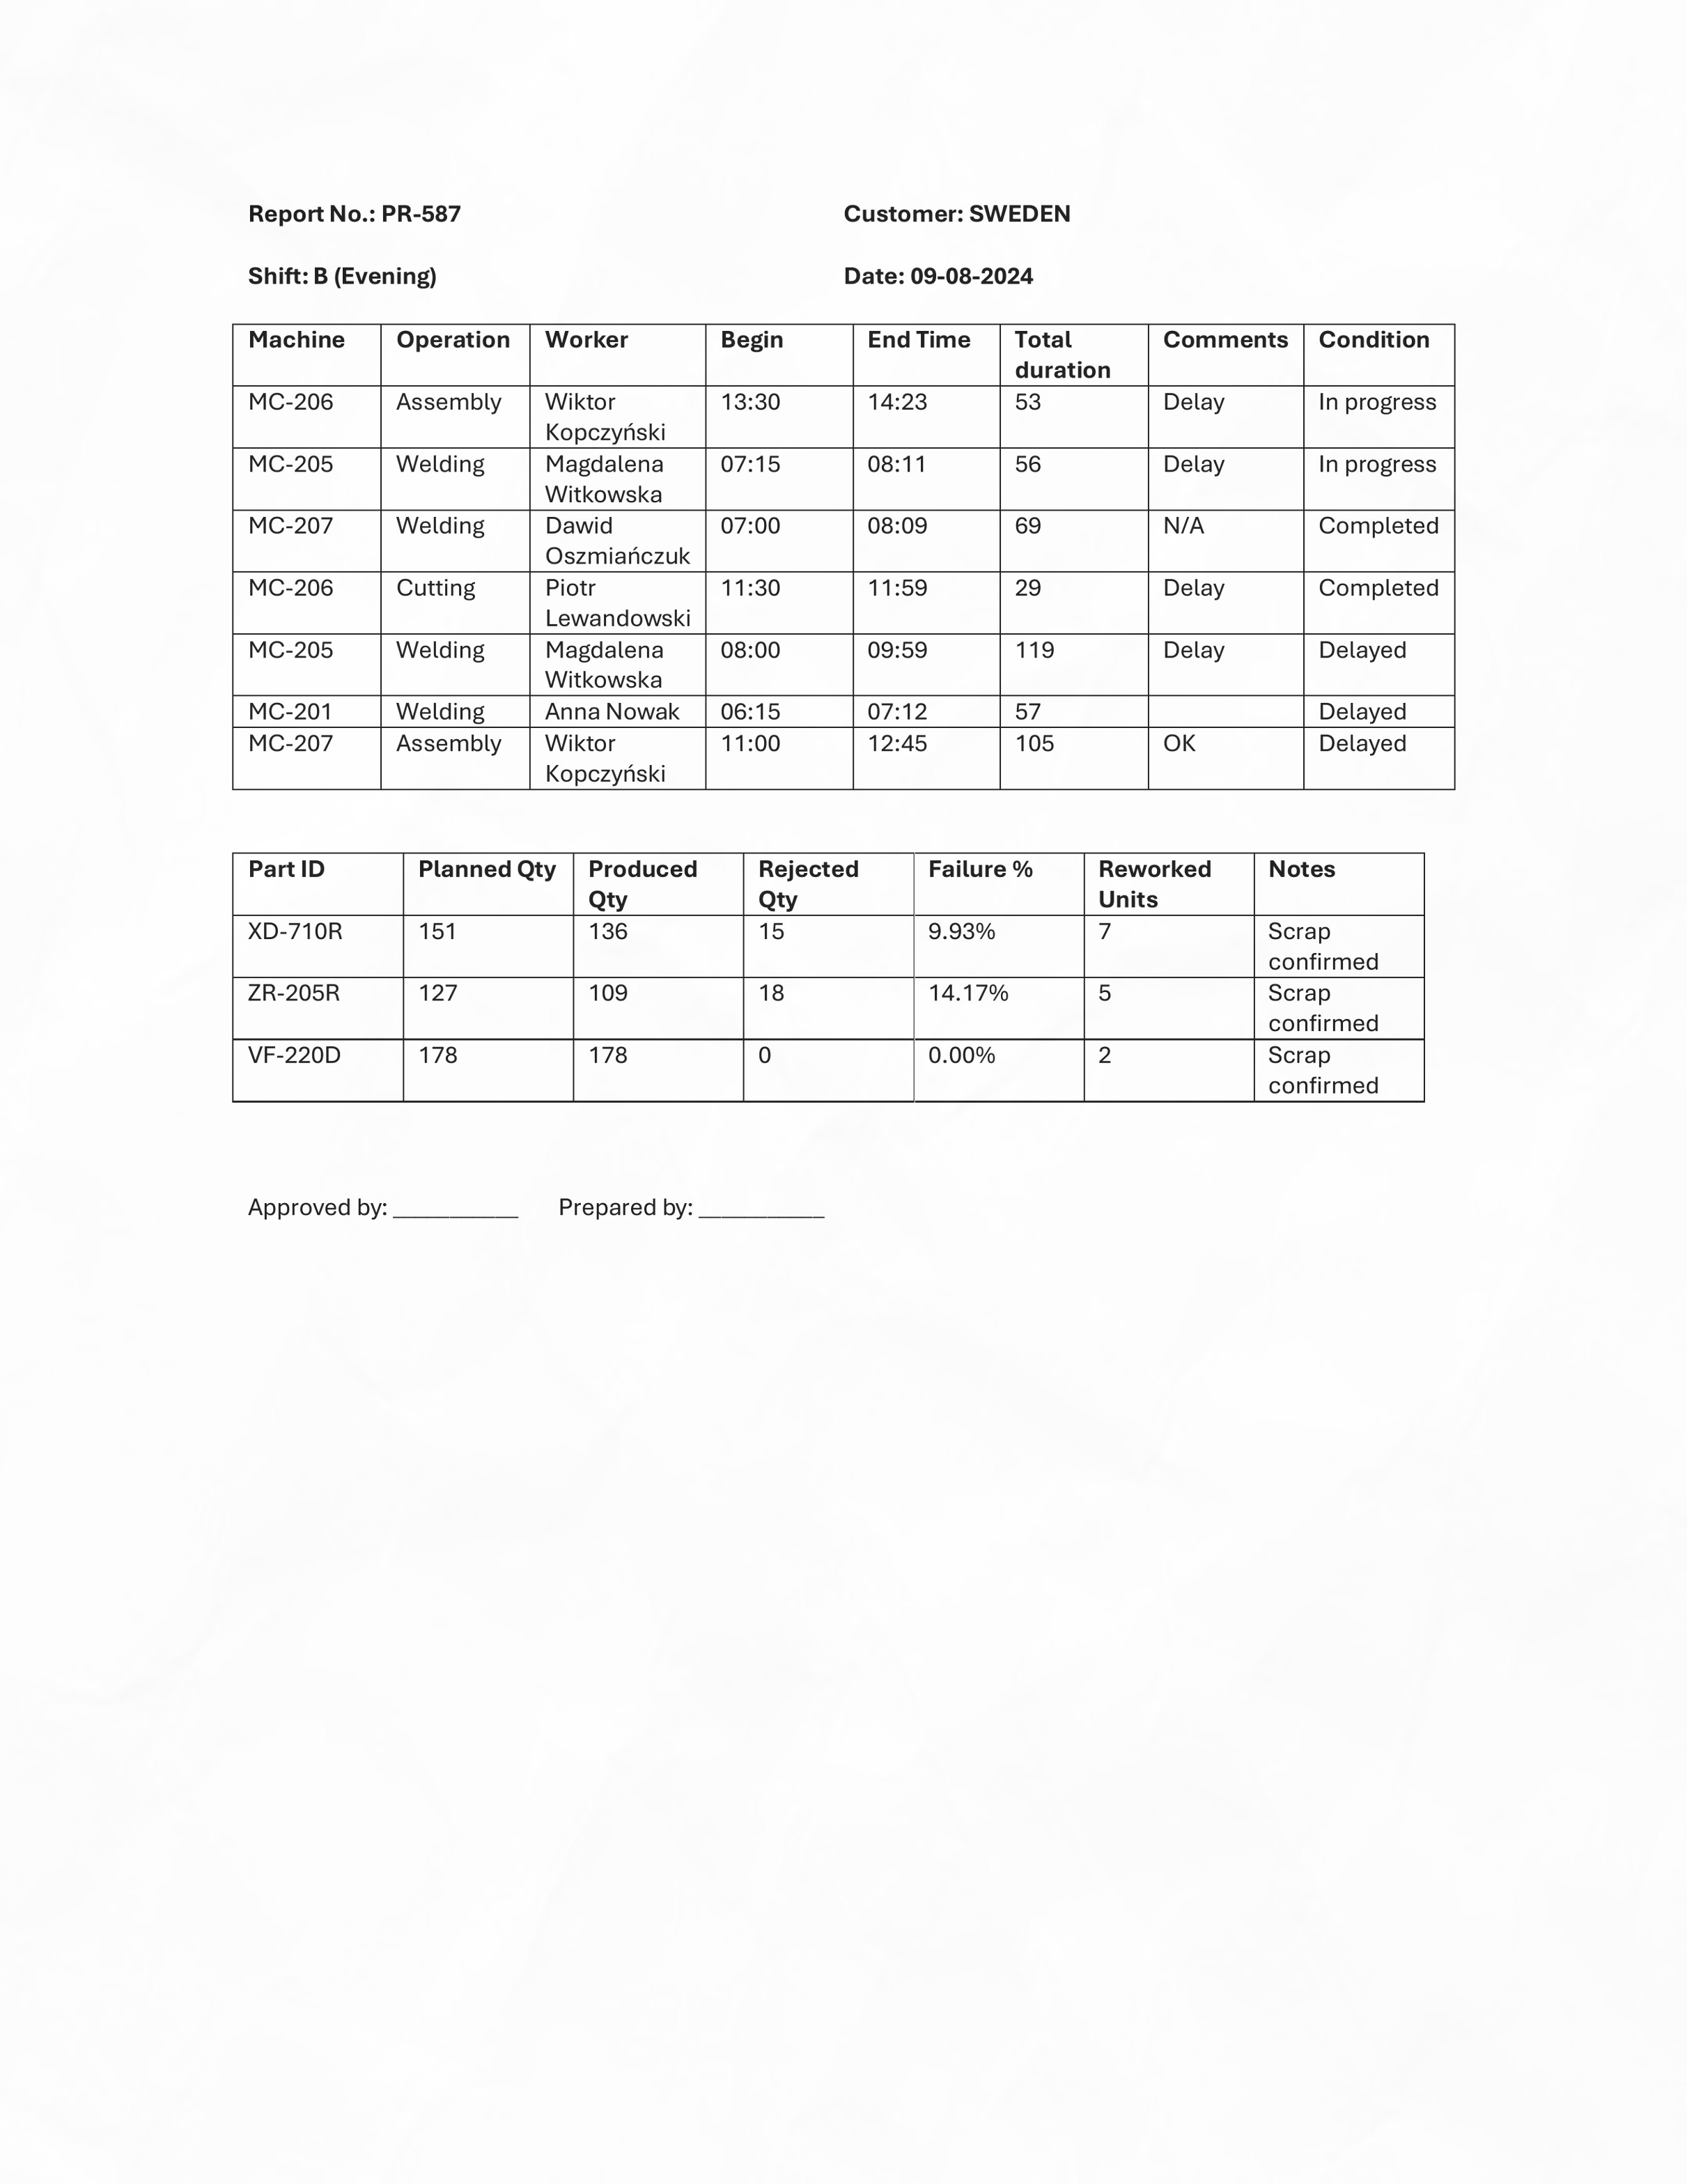 Report No.: PR-587 Customer: SWEDEN
Shift: B (Evening) Date: 09-08-2024
Machine Operation Worker Begin End Time Total duration Comments Condition
MC-206 Assembly Wiktor Kopczyński 13:30 14:23 53 Delay In progress
MC-205 Welding Magdalena Witkowska 07:15 08:11 56 Delay In progress
MC-207 Welding Dawid Oszmiańczuk 07:00 08:09 69 N/A Completed
MC-206 Cutting Piotr Lewandowski 11:30 11:59 29 Delay Completed
MC-205 Welding Magdalena Witkowska 08:00 09:59 119 Delay Delayed
MC-201 Welding Anna Nowak 06:15 07:12 57 Delayed
MC-207 Assembly Wiktor Kopczyński 11:00 12:45 105 OK Delayed
Part ID Planned Qty Produced Qty Rejected Qty Failure % Reworked Units Notes
XD-710R 151 136 15 9.93% 7 Scrap confirmed
ZR-205R 127 109 18 14.17% 5 Scrap confirmed
VF-220D 178 178 0 0.00% 2 Scrap confirmed
Approved by: ___________ Prepared by: ___________